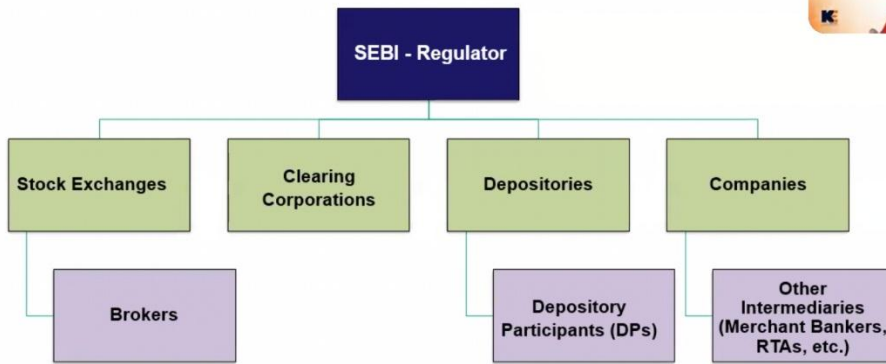 SEBI - Regulator
Stock Exchanges
Clearing
Corporations
Depositories
Companies
Brokers
Depository
Participants (DPs)
Other
Intermediaries
(Merchant Bankers,
RTAs, etc.)